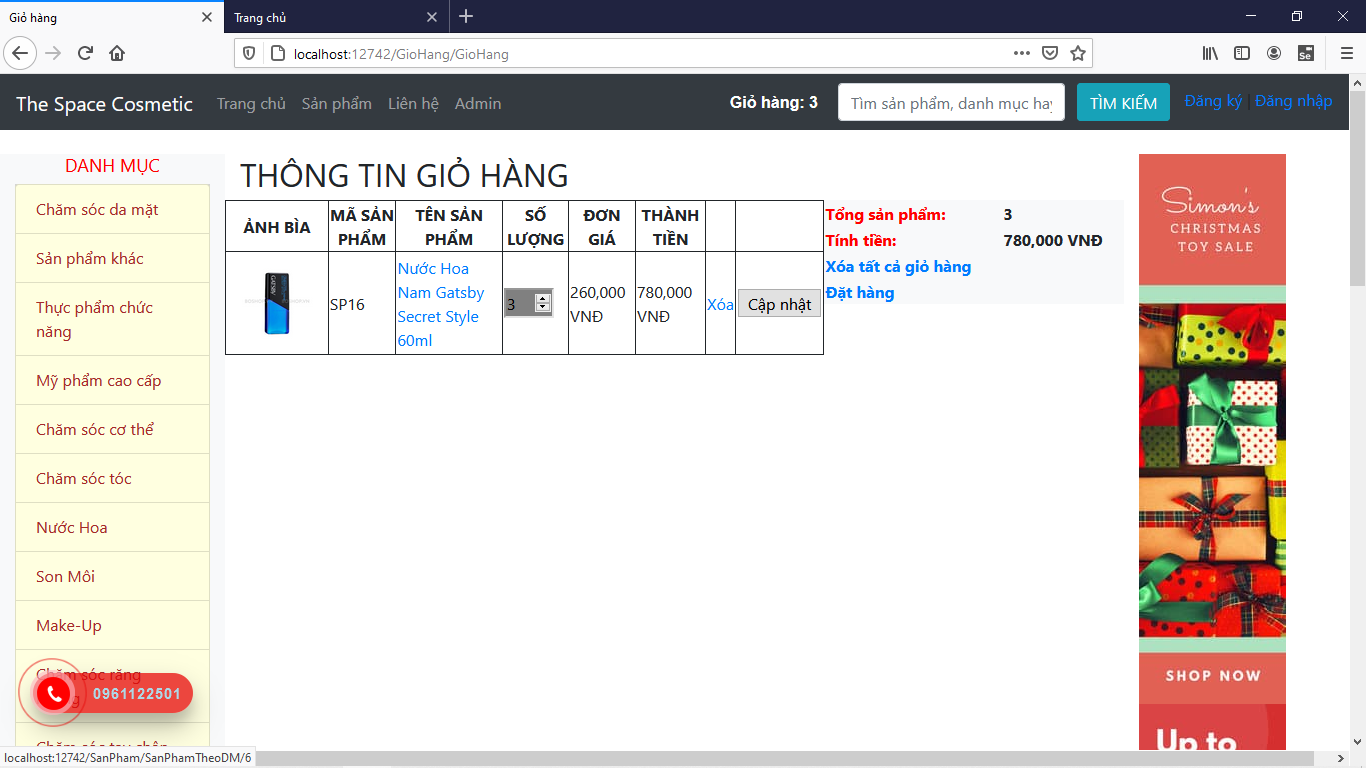 Giỏ hàng
Trang chủ
localhost:12742/GioHang/GioHang
The Space Cosmetic
Trang chủ
Sản phẩm
Liên hệ
Admin
Giỏ hàng: 3
Tìm sản phẩm, danh mục hay
TÌM KIẾM
Đăng ký | Đăng nhập
DANH MỤC
Chăm sóc da mặt
Sản phẩm khác
Thực phẩm chức
năng
Mỹ phẩm cao cấp
Chăm sóc cơ thể
Chăm sóc tóc
Nước Hoa
Son Môi
Make-Up
Chăm sóc răng
0961122501
Chăm sóc tay chân
THÔNG TIN GIỎ HÀNG
ẢNH BÌA
MÃ SẢN
PHẨM
TÊN SẢN
PHẨM
SỐ
LƯỢNG
ĐƠN
GIÁ
THÀNH
TIỀN
GATSBY
SP16
Nước Hoa
Nam Gatsby
Secret Style
60ml
3
260,000
VNĐ
780,000
VNĐ
Xóa
Cập nhật
Tổng sản phẩm: 3
Tính tiền: 780,000 VNĐ
Xóa tất cả giỏ hàng
Đặt hàng
Simon's
CHRISTMAS
TOY SALE
SHOP NOW
Up to
localhost:12742/SanPham/SanPhamTheoDM/6